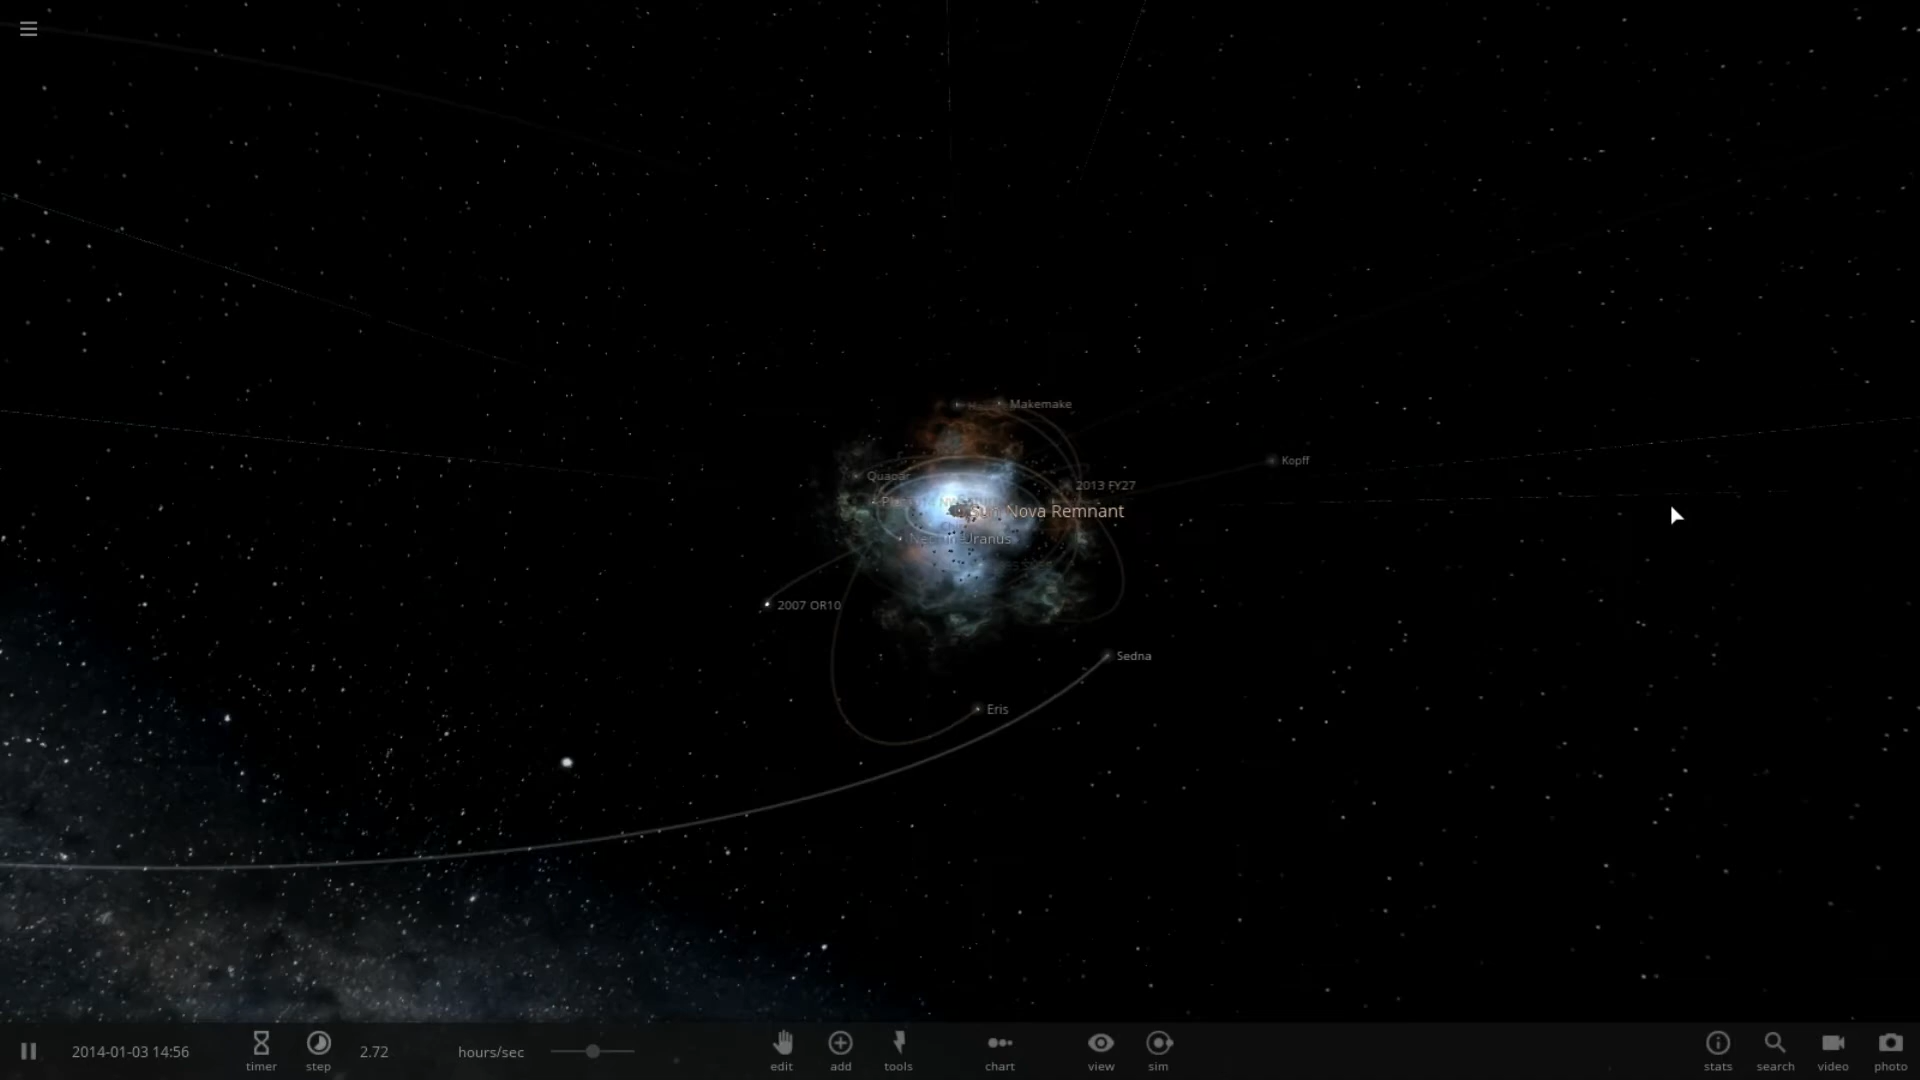 Makemake
Kopff
Quaoar
2013 FY27
Nova Remnant
Uranus
2007 OR10
Sedna
Eris
2014-01-03 14:56
timer
step
2.72
hours/sec
edit
add
tools
chart
view
sim
stats
search
video
photo